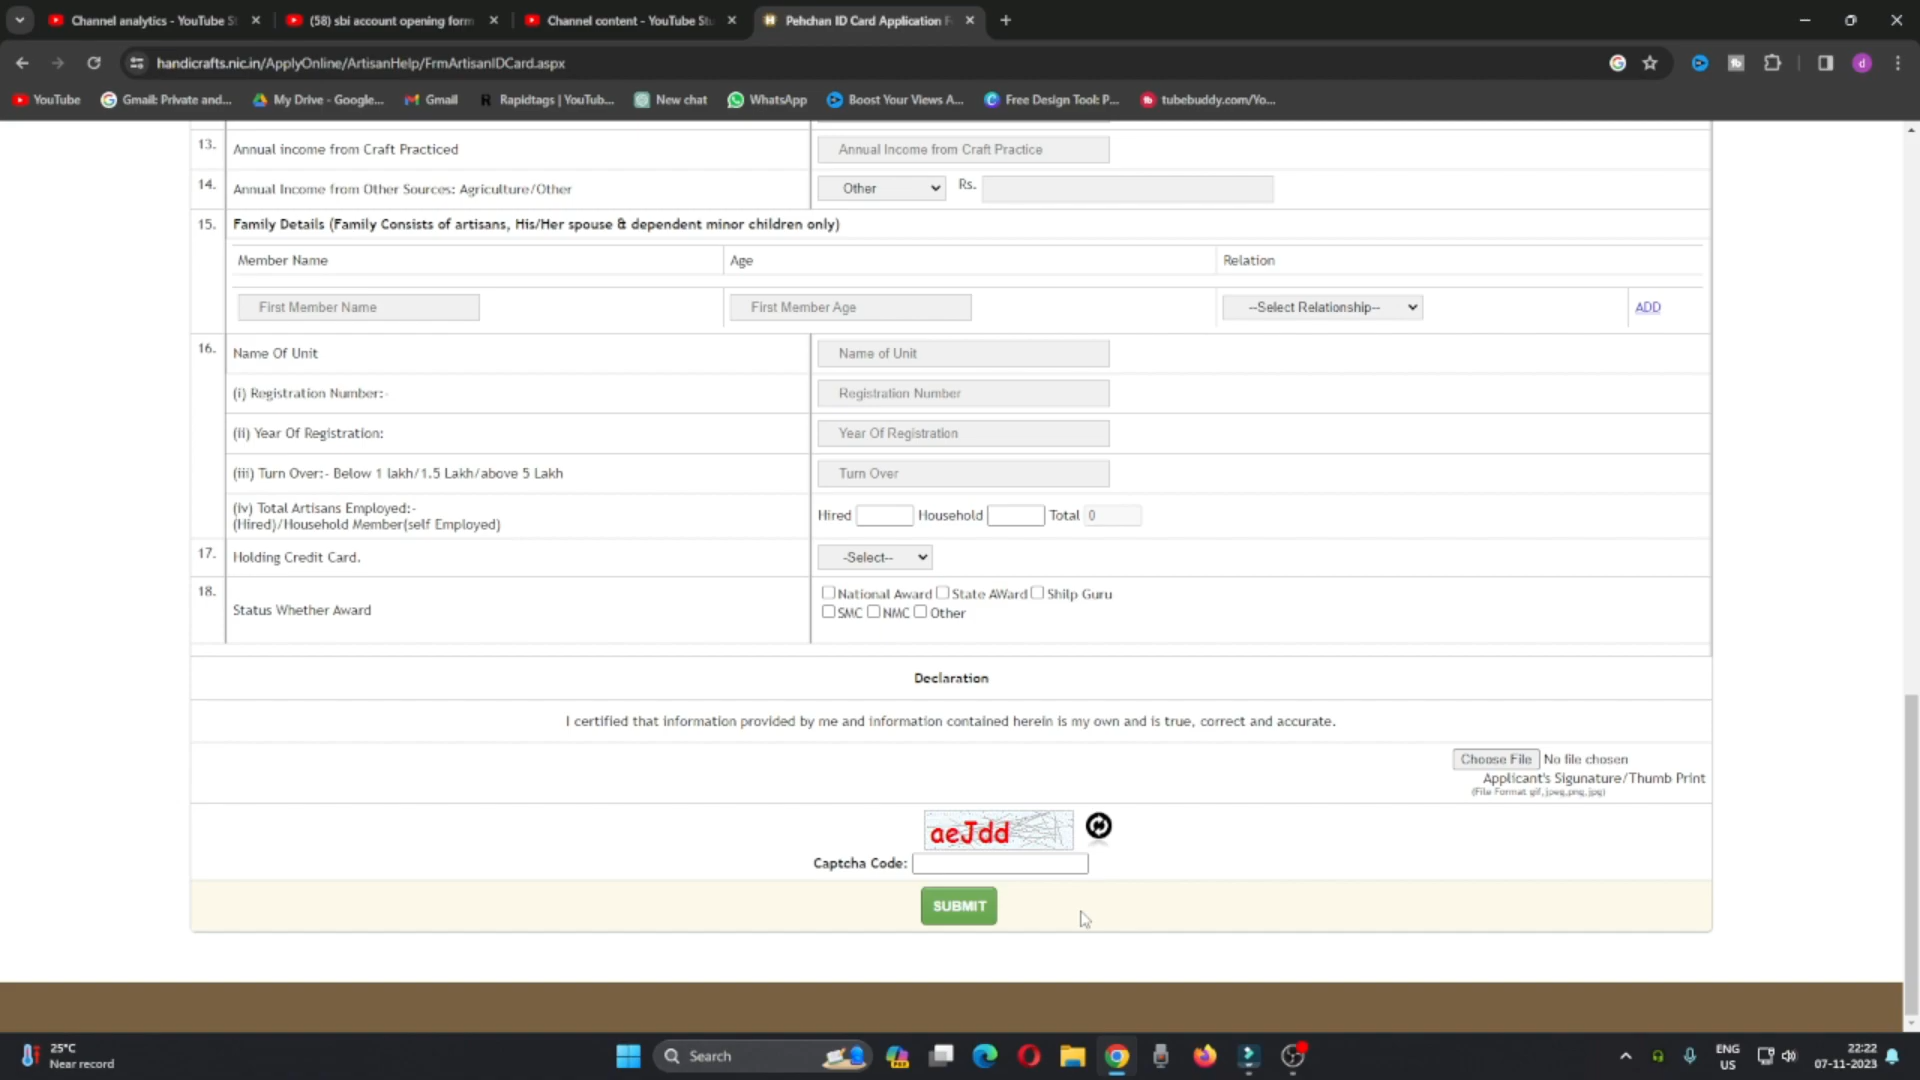 Channel analytics - YouTube St
(58) sbi account opening form
Channel content - YouTube Stu
Pehchan ID Card Application F
handicrafts.nic.in/ApplyOnline/ArtisanHelp/FrmArtisanIDCard.aspx
d
YouTube
Gmail: Private and...
My Drive - Google...
Gmail
Rapidtags | YouTub...
New chat
WhatsApp
Boost Your Views A...
Free Design Tool: P...
tubebuddy.com/Yo...
13. Annual income from Craft Practiced Annual Income from Craft Practice
14. Annual Income from Other Sources: Agriculture/Other Other Rs.
15. Family Details (Family Consists of artisans, His/Her spouse & dependent minor children only)
Member Name Age Relation
First Member Name First Member Age --Select Relationship-- ADD
16. Name Of Unit Name of Unit
(i) Registration Number:- Registration Number
(ii) Year Of Registration: Year Of Registration
(iii) Turn Over:- Below 1 lakh/1.5 Lakh/above 5 Lakh Turn Over
(iv) Total Artisans Employed:-
(Hired)/Household Member(self Employed) Hired Household Total 0
17. Holding Credit Card. -Select--
18. Status Whether Award
National Award State AWard Shilp Guru
SMC NMC Other
Declaration
I certified that information provided by me and information contained herein is my own and is true, correct and accurate.
Choose File No file chosen
Applicant's Sigunature/Thumb Print
(File Format gif,jpeg,png,jpg)
aeJdd
Captcha Code:
SUBMIT
25°C
Near record
Search
ENG
US
22:22
07-11-2023